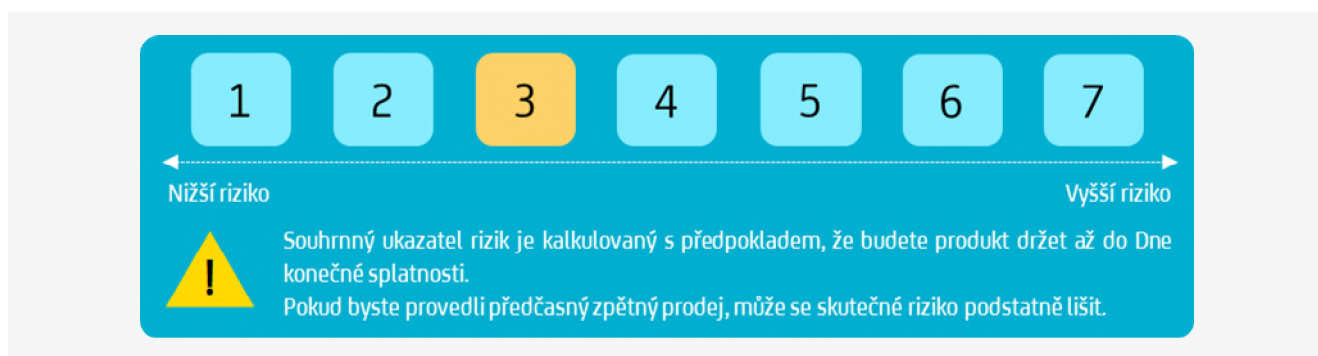 1 2 3 4 5 6 7
Nižší riziko Vyšší riziko
!
Souhrnný ukazatel rizik je kalkulovaný s předpokladem, že budete produkt držet až do Dne
konečné splatnosti.
Pokud byste provedli předčasný zpětný prodej, může se skutečné riziko podstatně lišit.